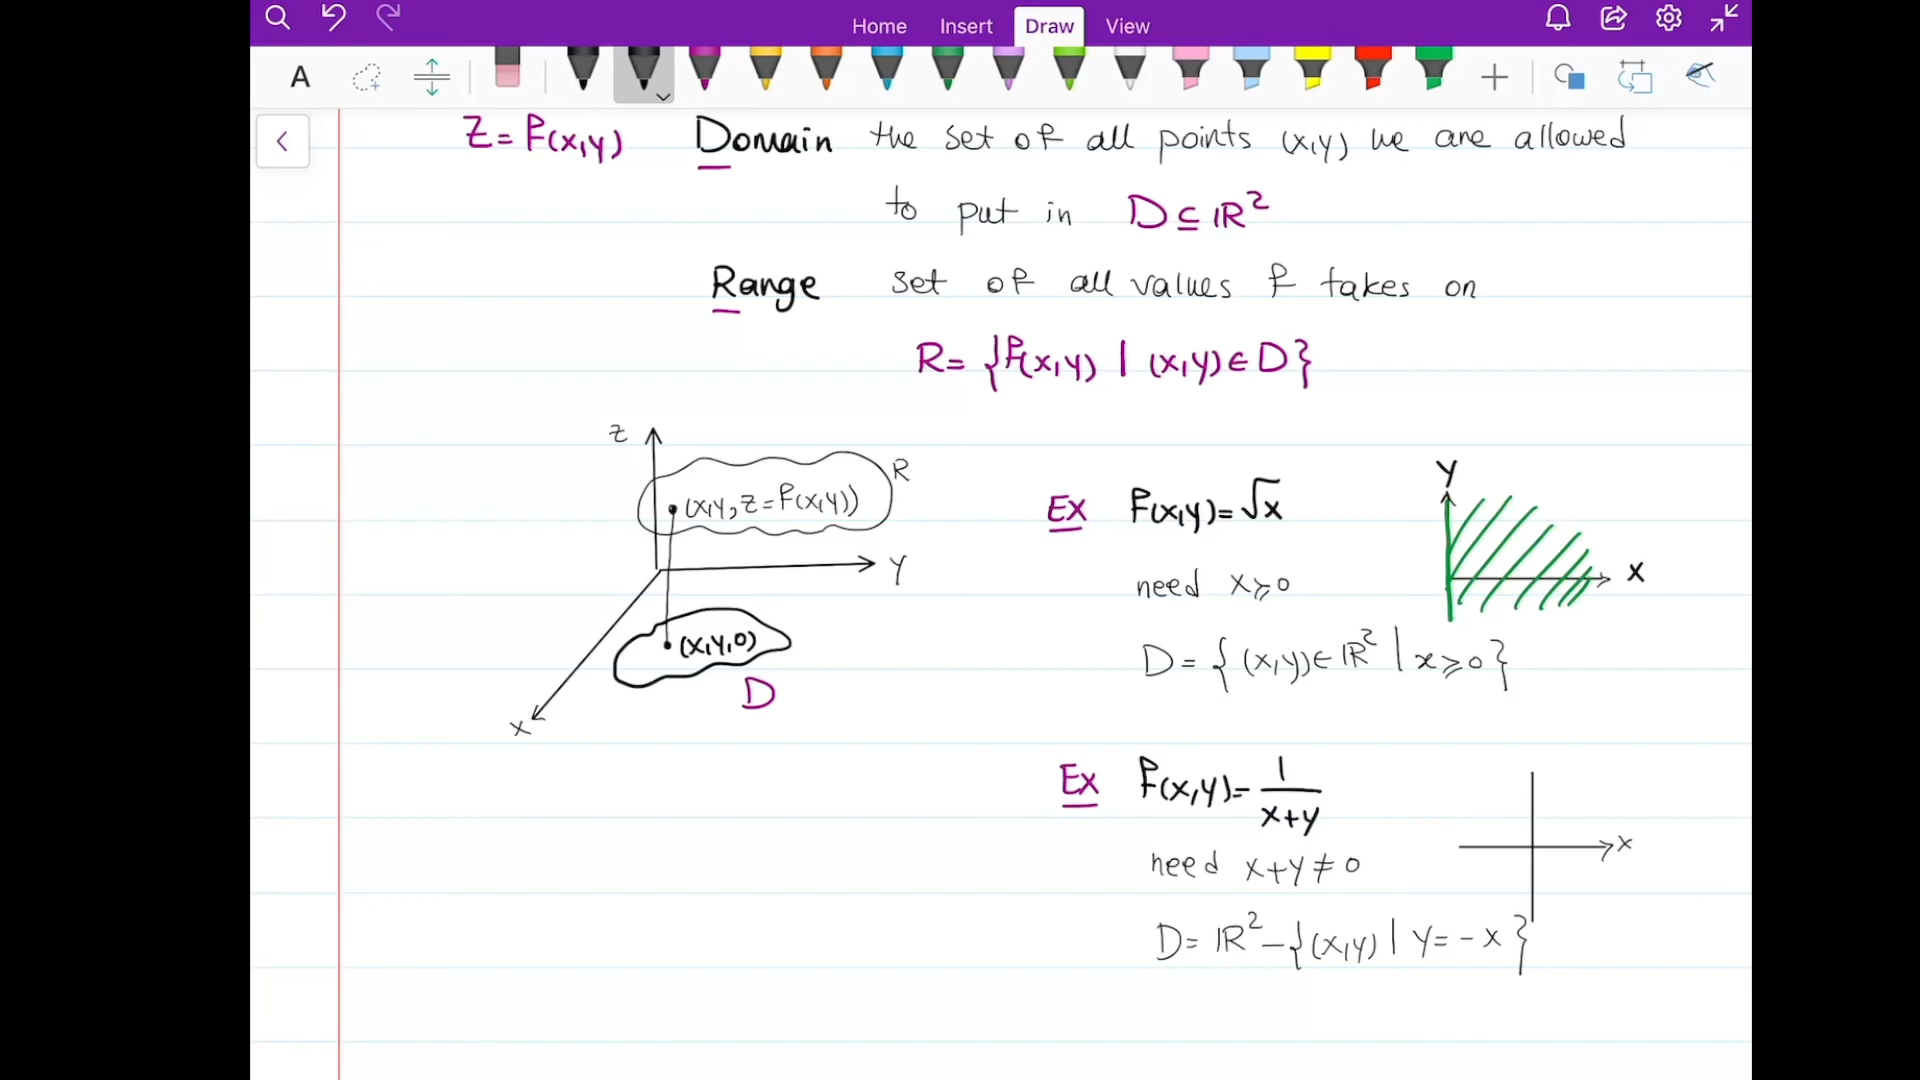 Home Insert Draw View
A
Z = f(x,y) Domain the set of all points (x,y) we are allowed
to put in D ⊆ ℝ²
Range set of all values f takes on
R = {f(x,y) | (x,y) ∈ D}
z
R
(x,y, z = f(x,y))
y
(x,y,0)
D
x
Ex f(x,y) = √x
need x ⩾ 0
D = {(x,y) ∈ ℝ² | x ⩾ 0}
y
x
Ex f(x,y) = 1/(x+y)
need x+y ≠ 0
D = ℝ² - {(x,y) | y = -x}
x